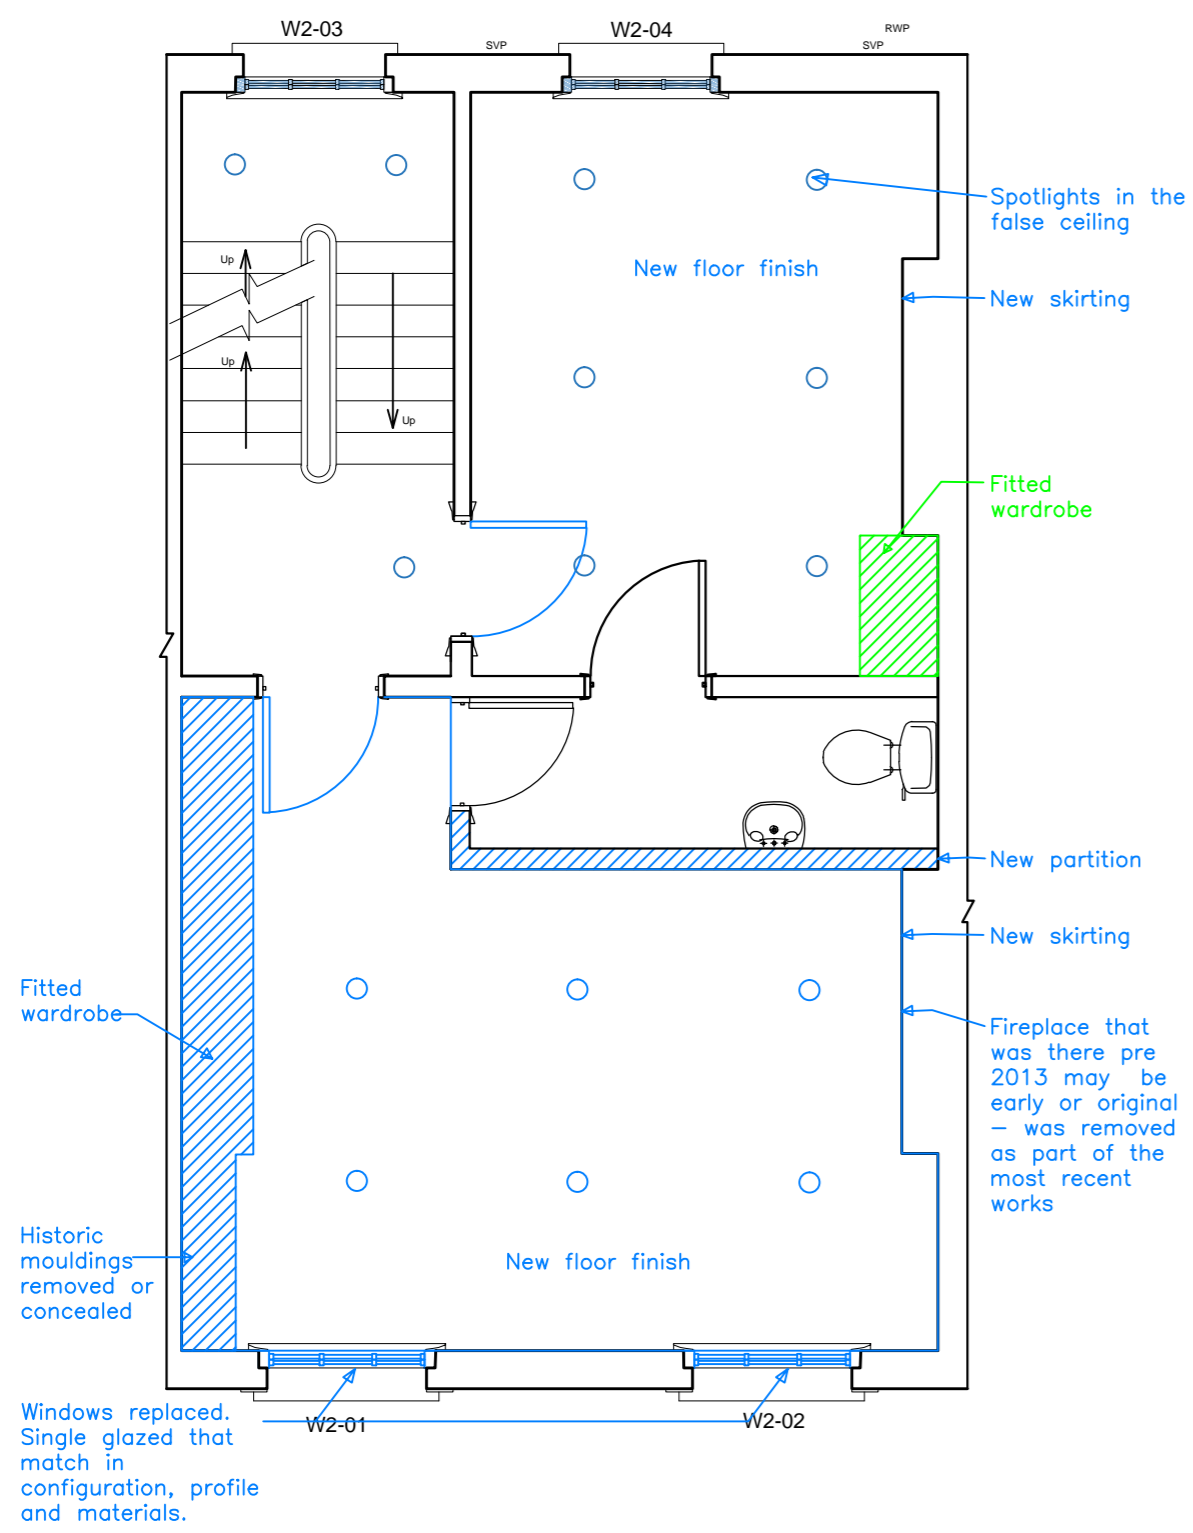 W2-03
W2-04
RWP
SVP
SVP
Spotlights in the
false ceiling
New floor finish
Up
New skirting
Up
Up
Fitted
wardrobe
New partition
New skirting
Fitted
wardrobe
Fireplace that
was there pre
2013 may be
early or original
– was removed
as part of the
most recent
works
Historic
mouldings
removed or
concealed
New floor finish
Windows replaced.
Single glazed that
match in
configuration, profile
and materials.
W2-01
W2-02